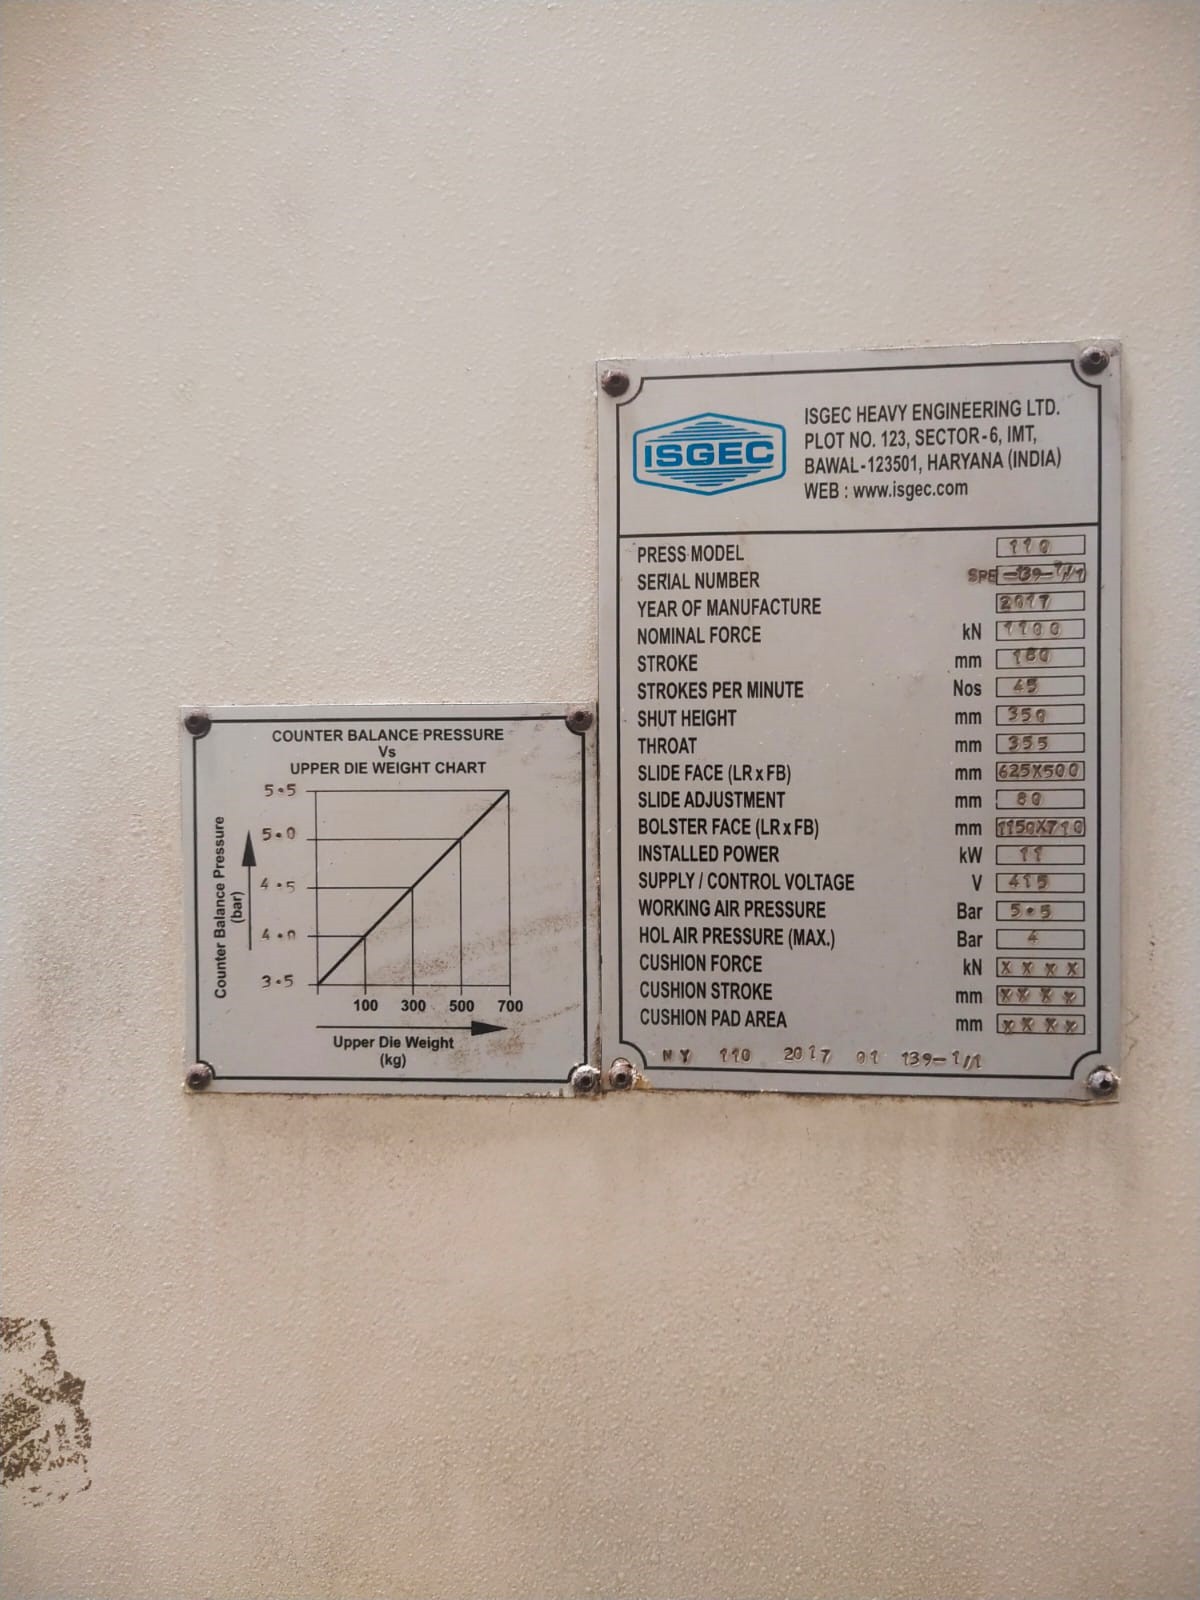 COUNTER BALANCE PRESSURE
Vs
UPPER DIE WEIGHT CHART
Counter Balance Pressure
(bar)
5.5
5.0
4.5
4.0
3.5
100 300 500 700
Upper Die Weight
(kg)
ISGEC
ISGEC HEAVY ENGINEERING LTD.
PLOT NO. 123, SECTOR-6, IMT,
BAWAL-123501, HARYANA (INDIA)
WEB : www.isgec.com
PRESS MODEL 110
SERIAL NUMBER SPE-139-1/1
YEAR OF MANUFACTURE 2017
NOMINAL FORCE kN 1100
STROKE mm 160
STROKES PER MINUTE Nos 45
SHUT HEIGHT mm 350
THROAT mm 355
SLIDE FACE (LR x FB) mm 625X500
SLIDE ADJUSTMENT mm 80
BOLSTER FACE (LR x FB) mm 1150X710
INSTALLED POWER kW 11
SUPPLY / CONTROL VOLTAGE V 415
WORKING AIR PRESSURE Bar 5.5
HOL AIR PRESSURE (MAX.) Bar 4
CUSHION FORCE kN X X X X
CUSHION STROKE mm X X X X
CUSHION PAD AREA mm X X X X
NY 110 2017 01 139-1/1